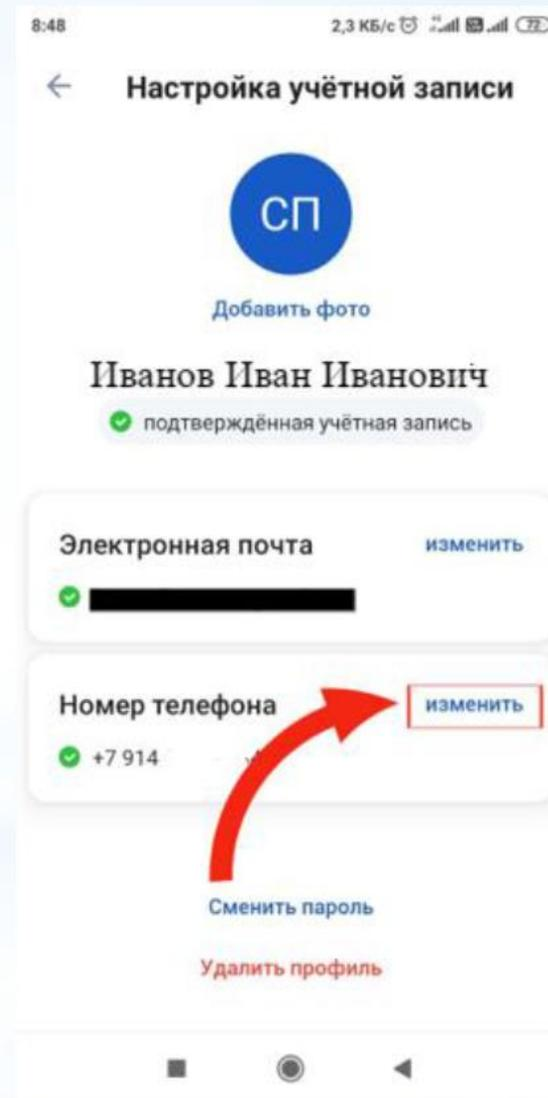 8:48 2,3 КБ/с 72
Настройка учётной записи
СП
Добавить фото
Иванов Иван Иванович
подтверждённая учётная запись
Электронная почта изменить
Номер телефона изменить
+7 914
Сменить пароль
Удалить профиль